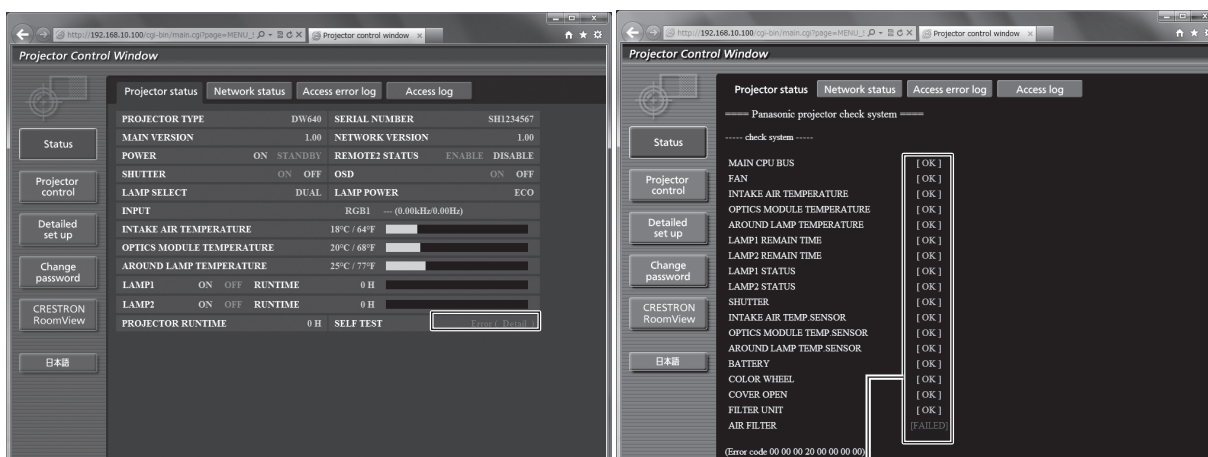 http://192.168.10.100/cgi-bin/main.cgi?page=MENU_
Projector control window
Projector Control Window
Projector status
Network status
Access error log
Access log
Status
Projector control
Detailed set up
Change password
CRESTRON RoomView
日本語
PROJECTOR TYPE DW640 SERIAL NUMBER SH1234567
MAIN VERSION 1.00 NETWORK VERSION 1.00
POWER ON STANDBY REMOTE2 STATUS ENABLE DISABLE
SHUTTER ON OFF OSD ON OFF
LAMP SELECT DUAL LAMP POWER ECO
INPUT RGB1 --- (0.00kHz/0.00Hz)
INTAKE AIR TEMPERATURE 18°C / 64°F
OPTICS MODULE TEMPERATURE 20°C / 68°F
AROUND LAMP TEMPERATURE 25°C / 77°F
LAMP1 ON OFF RUNTIME 0 H
LAMP2 ON OFF RUNTIME 0 H
PROJECTOR RUNTIME 0 H SELF TEST Error ( Detail )
http://192.168.10.100/cgi-bin/main.cgi?page=MENU_
Projector control window
Projector Control Window
Projector status
Network status
Access error log
Access log
Status
Projector control
Detailed set up
Change password
CRESTRON RoomView
日本語
==== Panasonic projector check system ====
----- check system -----
MAIN CPU BUS [ OK ]
FAN [ OK ]
INTAKE AIR TEMPERATURE [ OK ]
OPTICS MODULE TEMPERATURE [ OK ]
AROUND LAMP TEMPERATURE [ OK ]
LAMP1 REMAIN TIME [ OK ]
LAMP2 REMAIN TIME [ OK ]
LAMP1 STATUS [ OK ]
LAMP2 STATUS [ OK ]
SHUTTER [ OK ]
INTAKE AIR TEMP.SENSOR [ OK ]
OPTICS MODULE TEMP.SENSOR [ OK ]
AROUND LAMP TEMP.SENSOR [ OK ]
BATTERY [ OK ]
COLOR WHEEL [ OK ]
COVER OPEN [ OK ]
FILTER UNIT [ OK ]
AIR FILTER [FAILED]
(Error code 00 00 00 20 00 00 00 00)